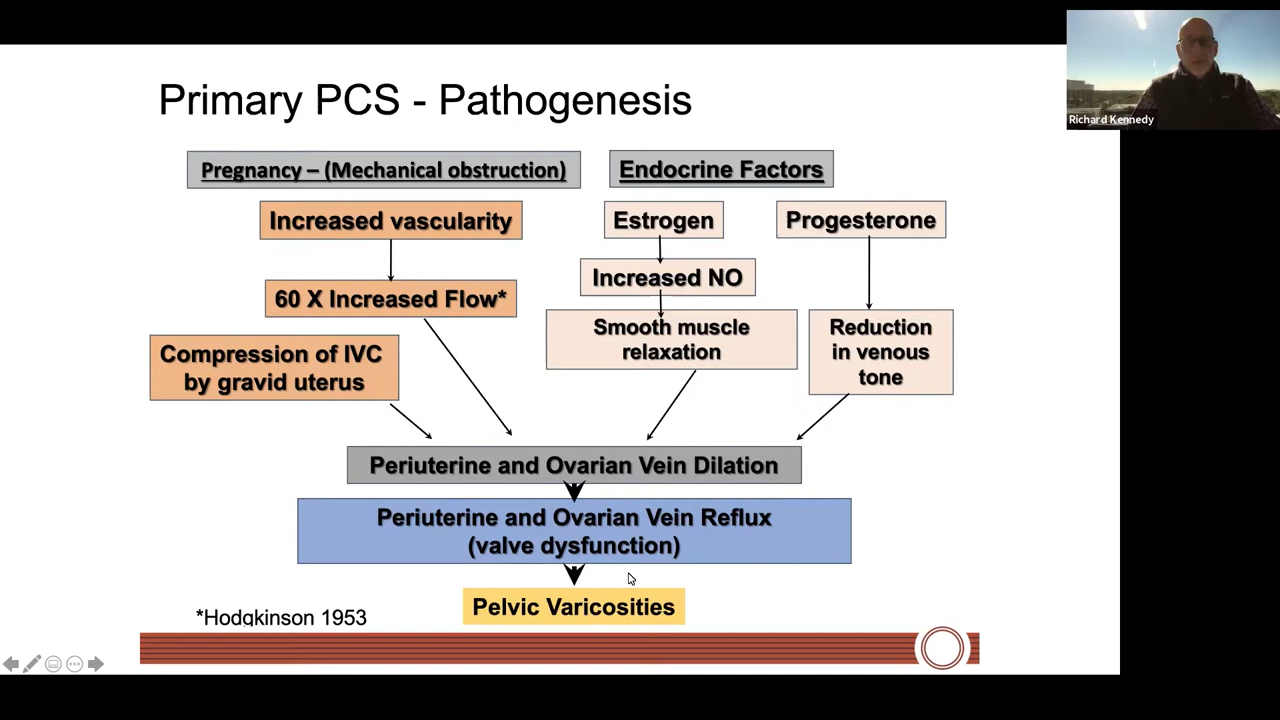 Primary PCS - Pathogenesis
Richard Kennedy
Pregnancy – (Mechanical obstruction)
Endocrine Factors
Increased vascularity
Estrogen
Progesterone
Increased NO
60 X Increased Flow*
Smooth muscle
relaxation
Reduction
in venous
tone
Compression of IVC
by gravid uterus
Periuterine and Ovarian Vein Dilation
Periuterine and Ovarian Vein Reflux
(valve dysfunction)
Pelvic Varicosities
*Hodgkinson 1953